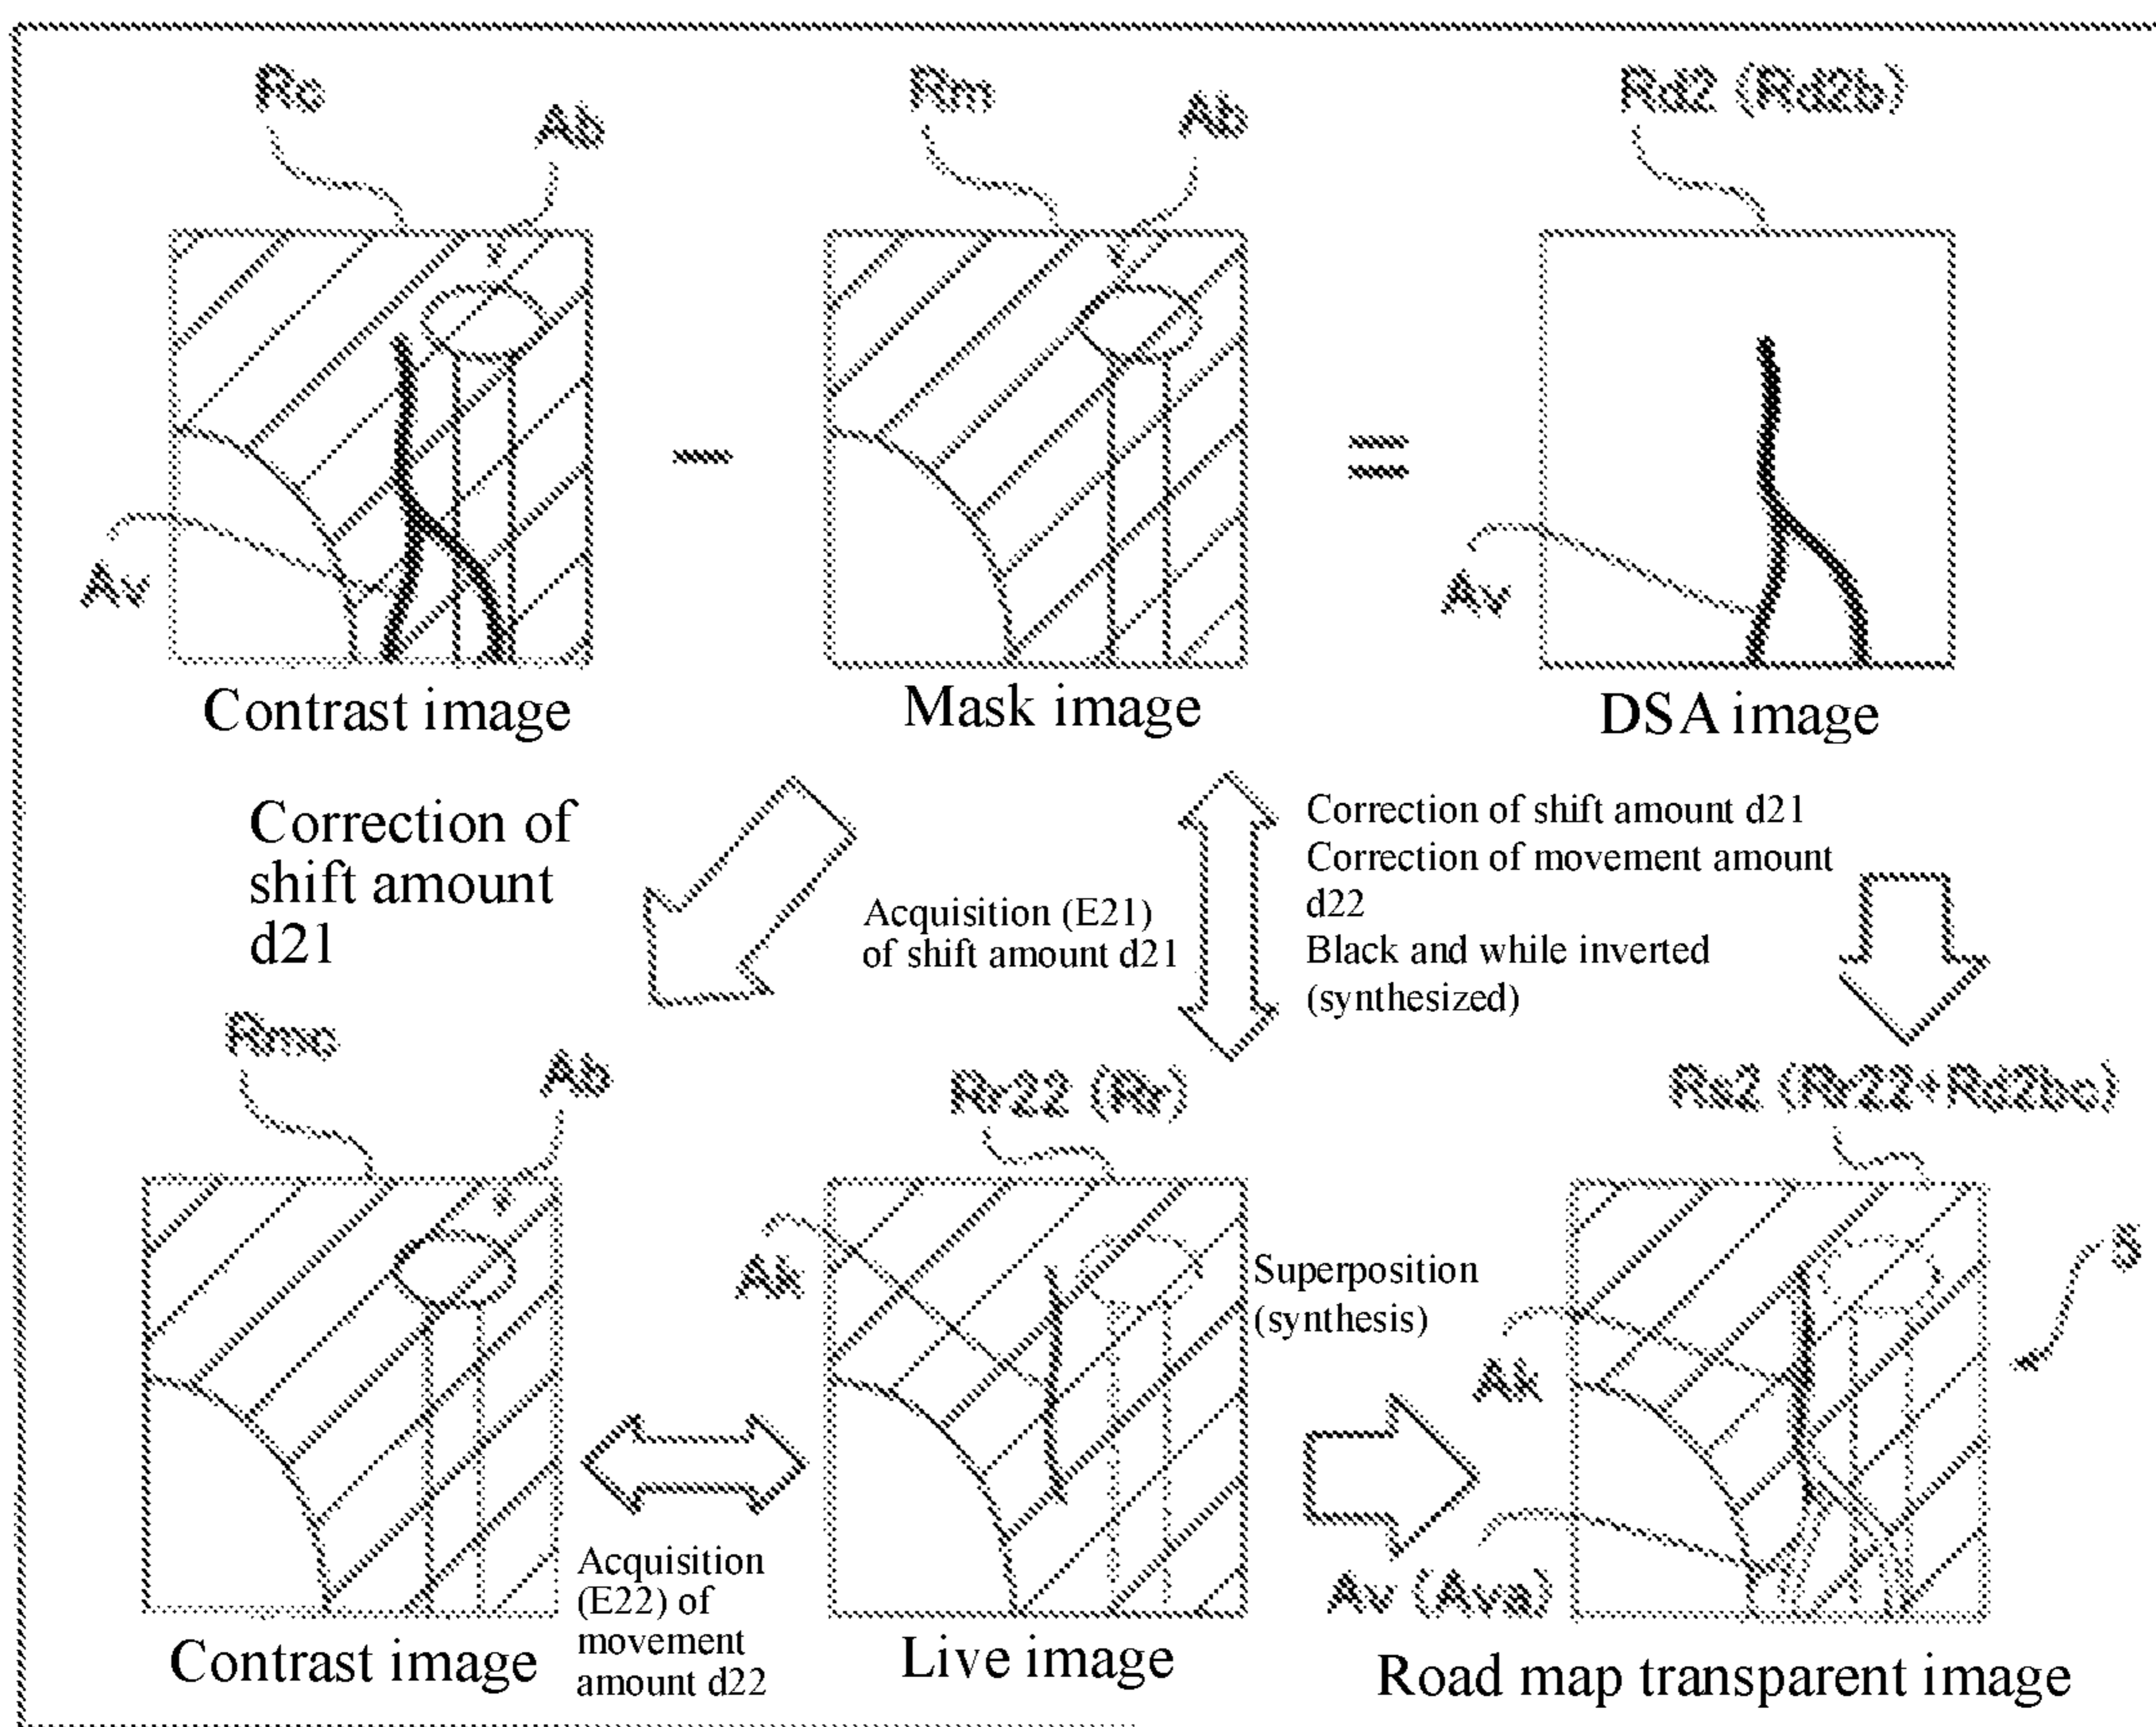 Rc
Ab
Rm
Ab
Rd2 (Rd2b)
Av
Av
−
=
Contrast image
Mask image
DSA image
Correction of
shift amount
d21
Acquisition (E21)
of shift amount d21
Correction of shift amount d21
Correction of movement amount
d22
Black and while inverted
(synthesized)
Rmc
Ab
Rr22 (Rr)
Rs2 (Rr22+Rd2bc)
Ak
Superposition
(synthesis)
Ak
Av (Ava)
Acquisition
(E22) of
movement
amount d22
Contrast image
Live image
Road map transparent image